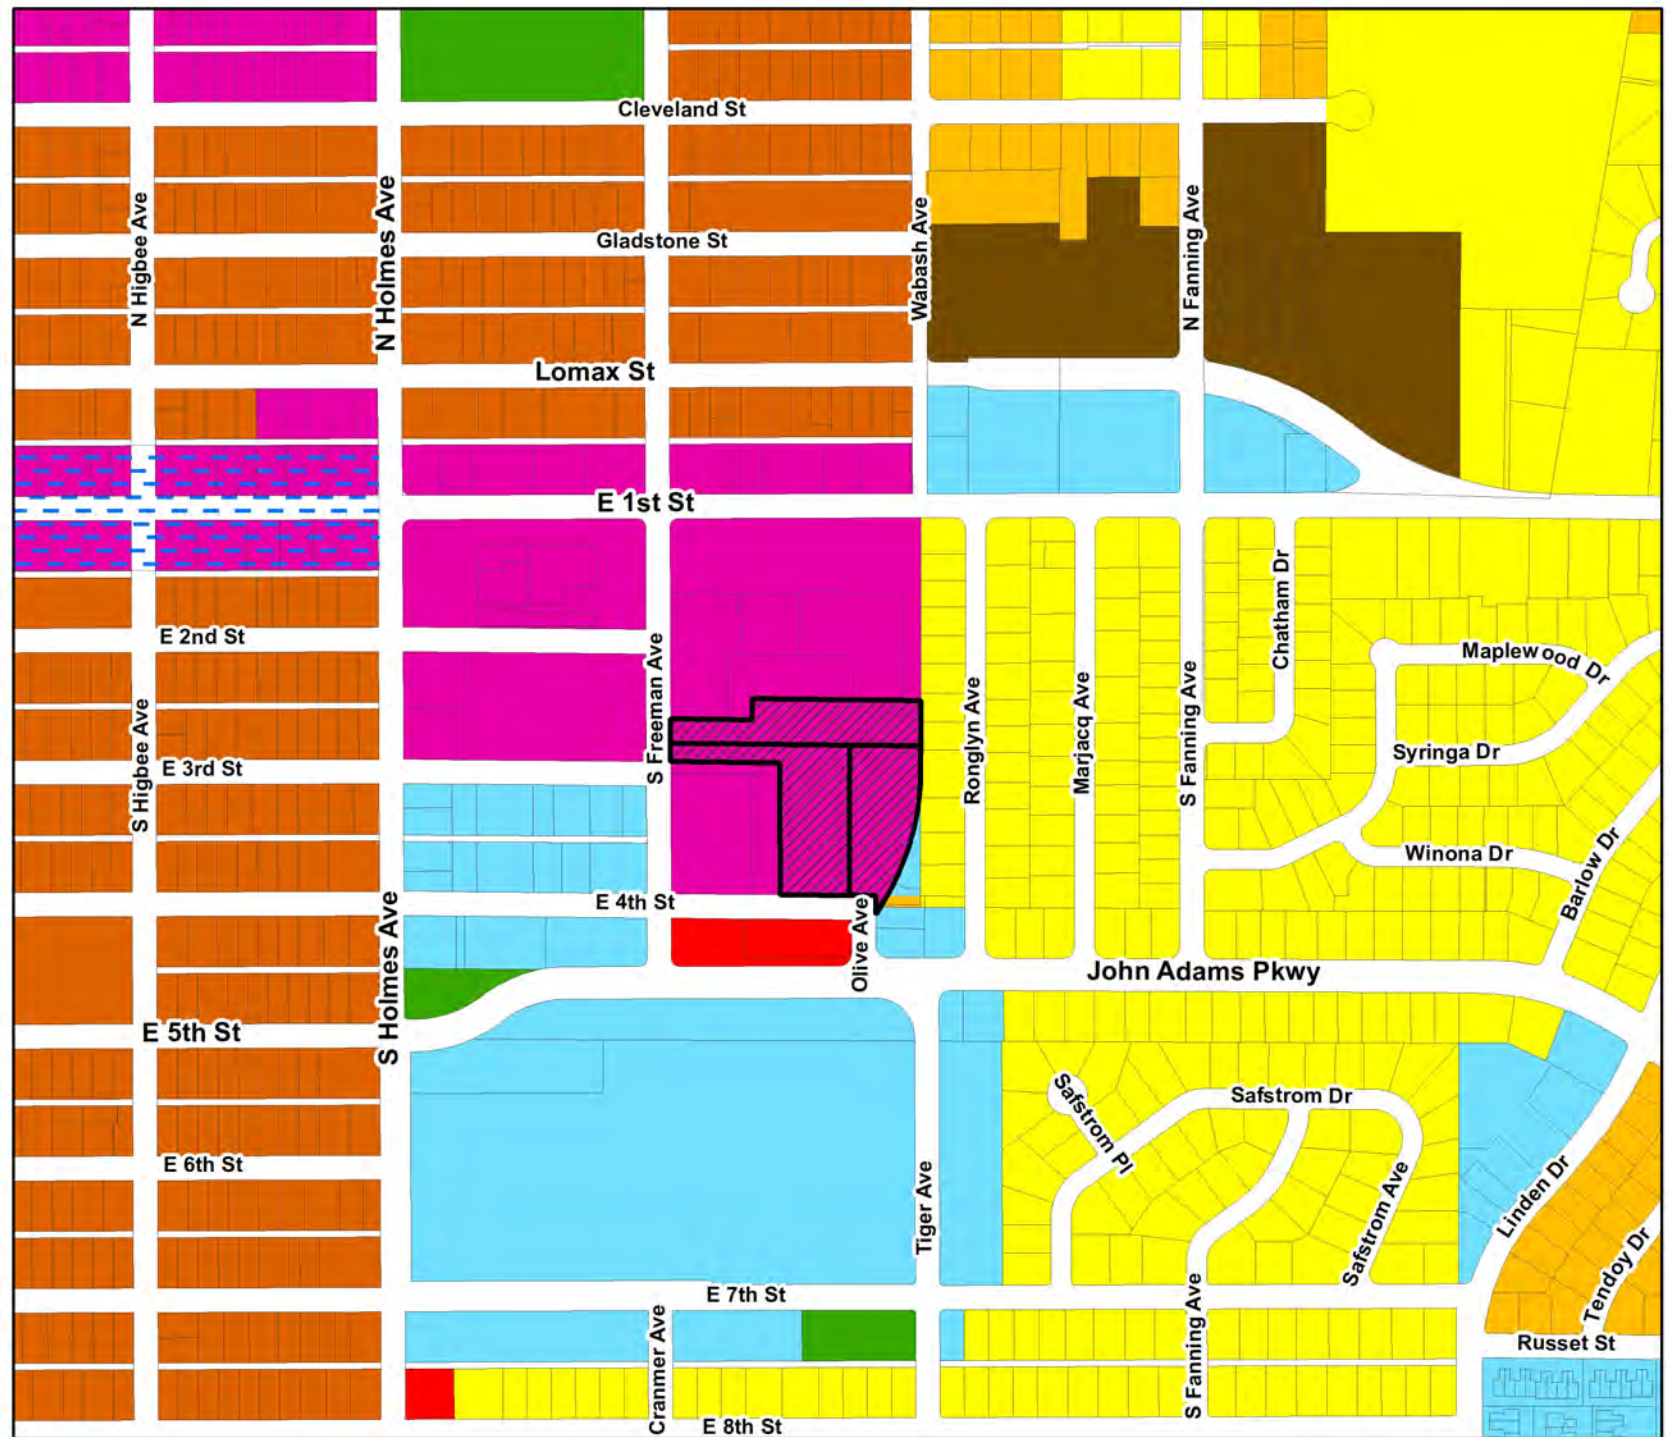 Cleveland St
N Higbee Ave
N Holmes Ave
Gladstone St
Wabash Ave
N Fanning Ave
Lomax St
E 1st St
Chatham Dr
E 2nd St
Maplewood Dr
S Higbee Ave
S Freeman Ave
Ronglyn Ave
Marjacq Ave
S Fanning Ave
Syringa Dr
E 3rd St
Winona Dr
Barlow Dr
E 4th St
S Holmes Ave
Olive Ave
John Adams Pkwy
E 5th St
Safstrom Pl
Safstrom Dr
E 6th St
Tiger Ave
Safstrom Ave
Linden Dr
Tendoy Dr
E 7th St
Cranmer Ave
S Fanning Ave
Russet St
E 8th St